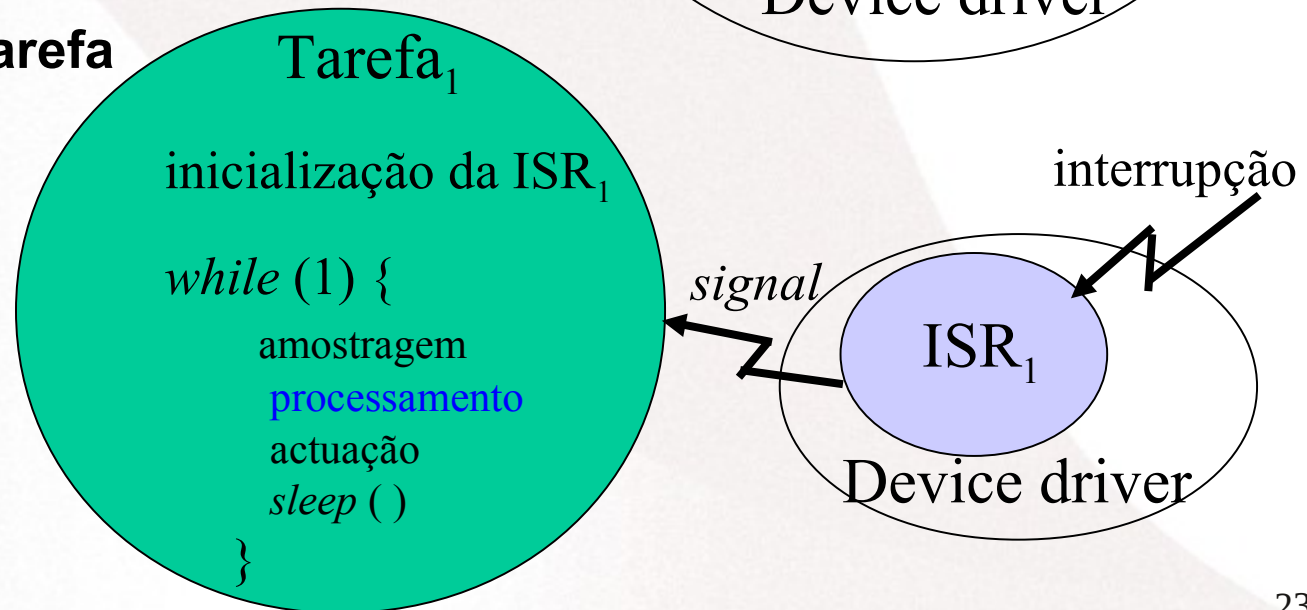 Device driver
arefa
Tarefa1
inicialização da ISR1
interrupção
while (1) {
signal
amostragem
ISR1
processamento
actuação
Device driver
sleep ( )
}
23